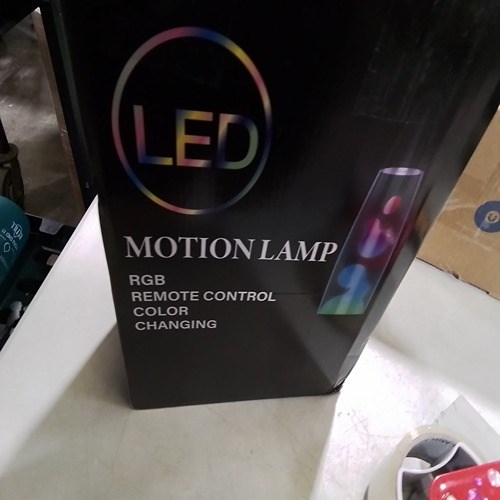 LED
MOTION LAMP
RGB
REMOTE CONTROL
COLOR
CHANGING